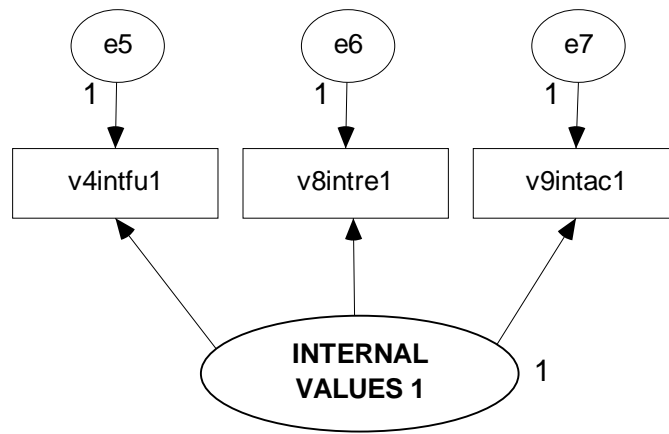 e5 e6 e7
1 1 1
v4intfu1 v8intre1 v9intac1
INTERNAL
VALUES 1
1